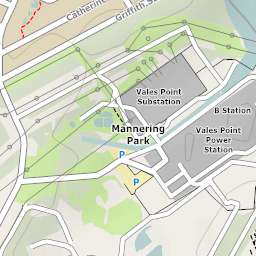 Catherine
Griffith S
Vales Point
Substation
B Station
Mannering
Park
Vales Point
Power
Station
P
P